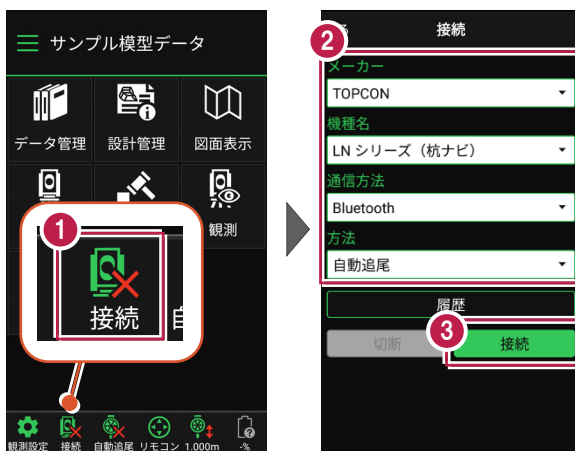 サンプル模型データ
データ管理
設計管理
図面表示
観測
1
接続
観測設定
接続
自動追尾
リモコン
1.000m
-%
2
接続
メーカー
TOPCON
機種名
LN シリーズ（杭ナビ）
通信方法
Bluetooth
方法
自動追尾
履歴
3
切断
接続